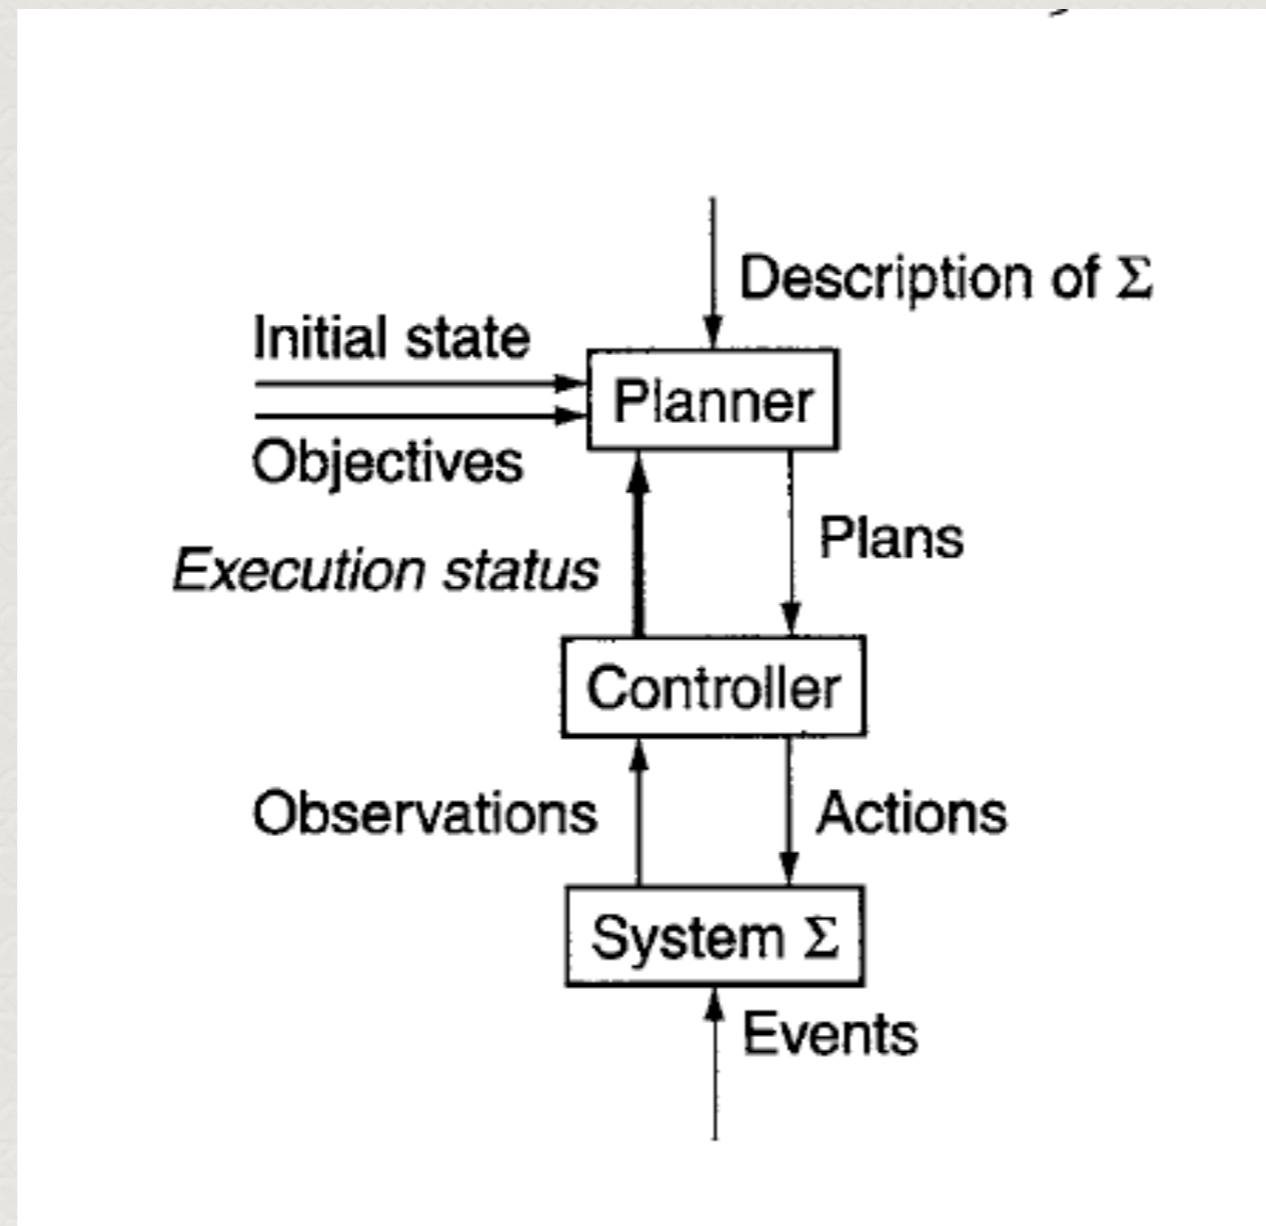 Description of Σ
Initial state
Planner
Objectives
Plans
Execution status
Controller
Observations
Actions
System Σ
Events